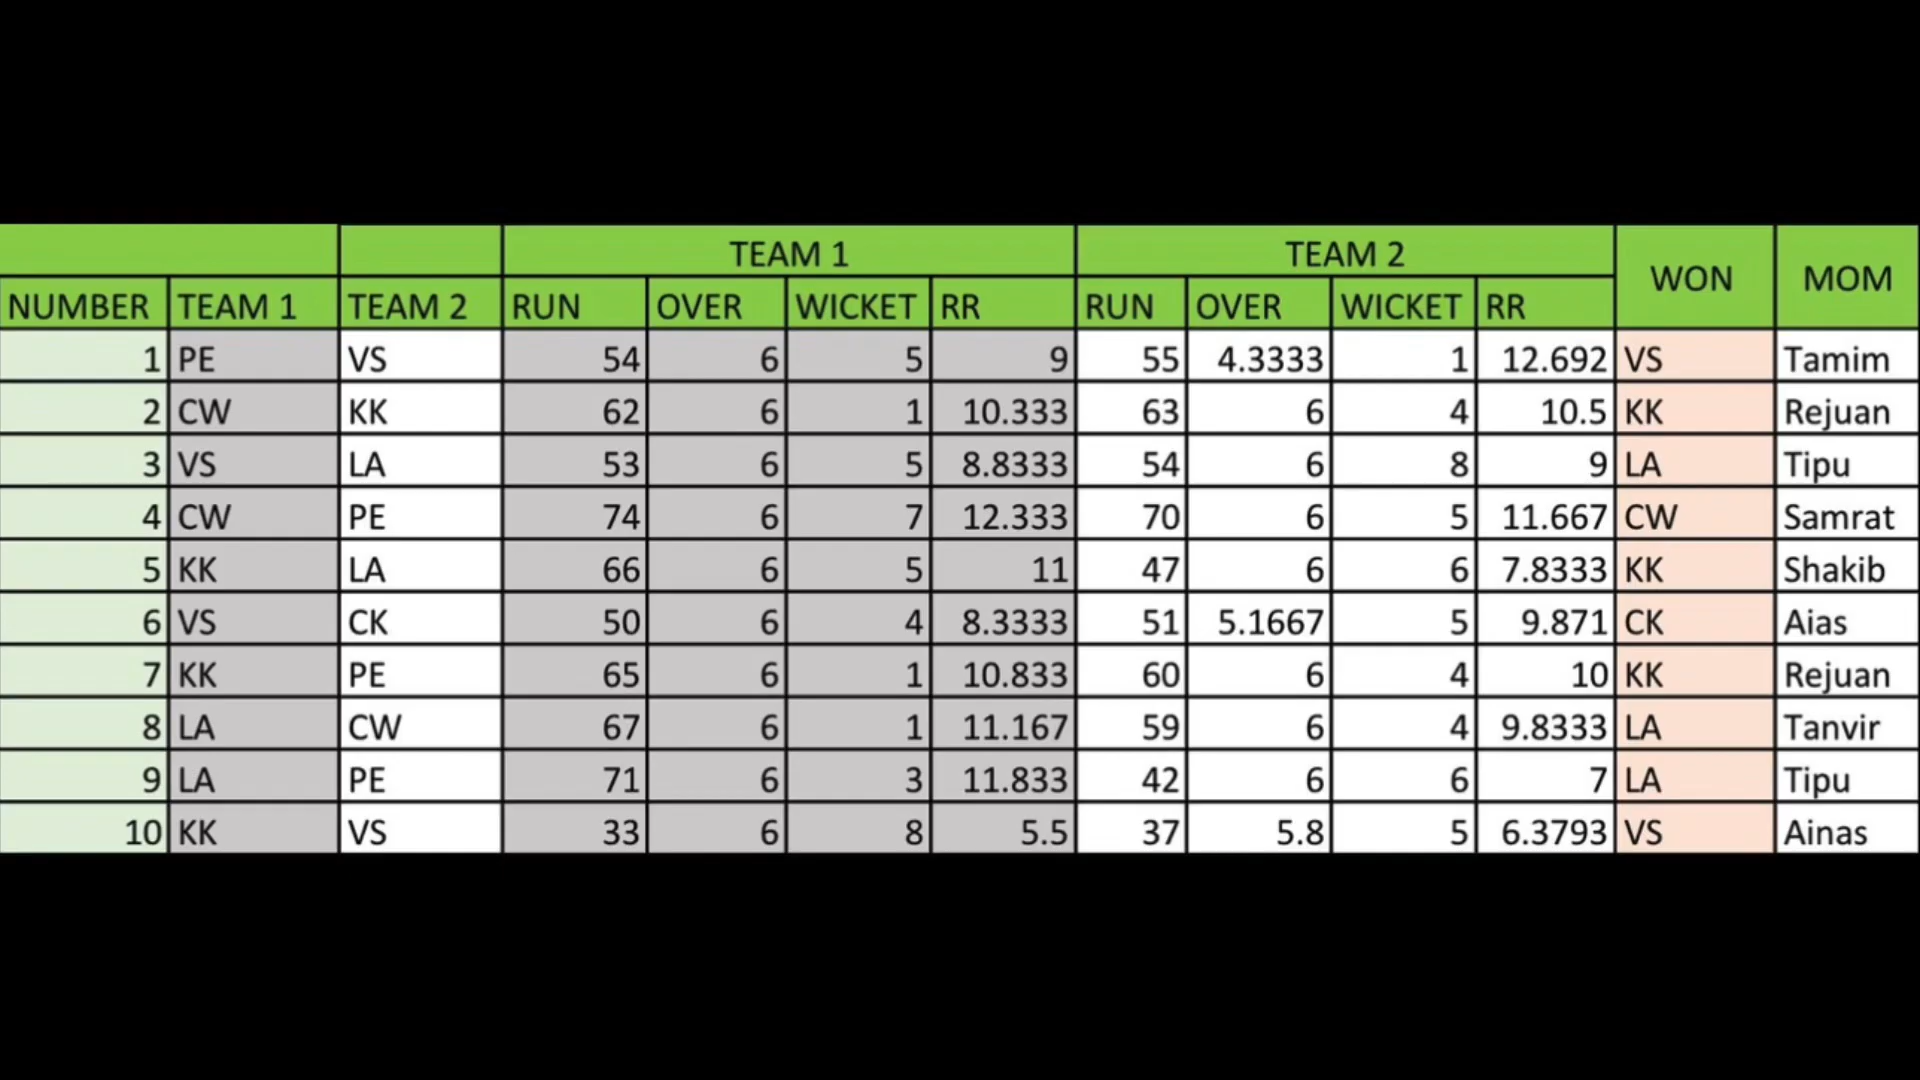 TEAM 1 TEAM 2 WON MOM
NUMBER TEAM 1 TEAM 2 RUN OVER WICKET RR RUN OVER WICKET RR
1 PE VS 54 6 5 9 55 4.3333 1 12.692 VS Tamim
2 CW KK 62 6 1 10.333 63 6 4 10.5 KK Rejuan
3 VS LA 53 6 5 8.8333 54 6 8 9 LA Tipu
4 CW PE 74 6 7 12.333 70 6 5 11.667 CW Samrat
5 KK LA 66 6 5 11 47 6 6 7.8333 KK Shakib
6 VS CK 50 6 4 8.3333 51 5.1667 5 9.871 CK Aias
7 KK PE 65 6 1 10.833 60 6 4 10 KK Rejuan
8 LA CW 67 6 1 11.167 59 6 4 9.8333 LA Tanvir
9 LA PE 71 6 3 11.833 42 6 6 7 LA Tipu
10 KK VS 33 6 8 5.5 37 5.8 5 6.3793 VS Ainas